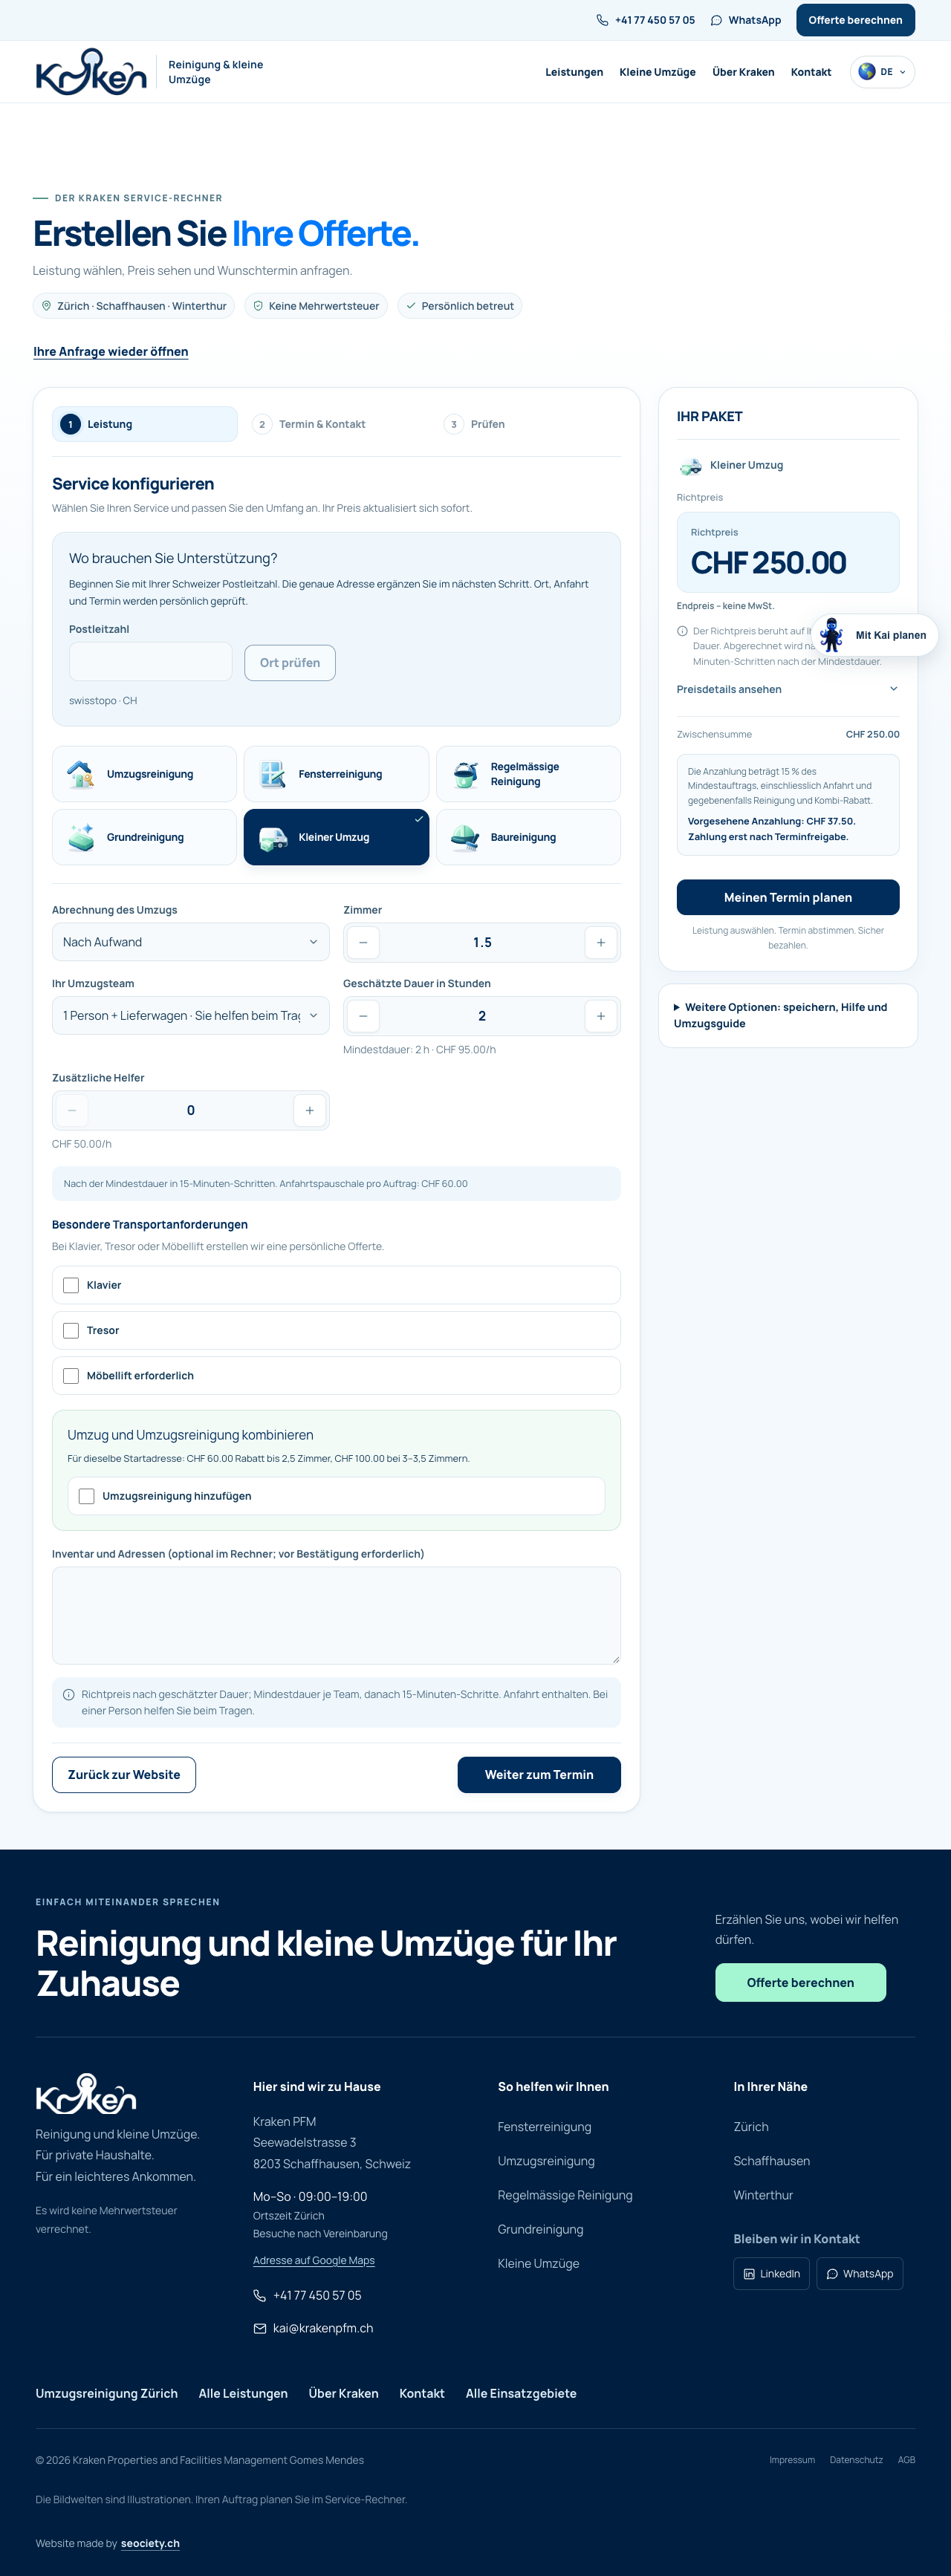 +41 77 450 57 05
WhatsApp
Offerte berechnen
Kraken
Reinigung & kleine
Umzüge
Leistungen
Kleine Umzüge
Über Kraken
Kontakt
DE
DER KRAKEN SERVICE-RECHNER
Erstellen Sie Ihre Offerte.
Leistung wählen, Preis sehen und Wunschtermin anfragen.
Zürich · Schaffhausen · Winterthur
Keine Mehrwertsteuer
Persönlich betreut
Ihre Anfrage wieder öffnen
1 Leistung
2 Termin & Kontakt
3 Prüfen
Service konfigurieren
Wählen Sie Ihren Service und passen Sie den Umfang an. Ihr Preis aktualisiert sich sofort.
Wo brauchen Sie Unterstützung?
Beginnen Sie mit Ihrer Schweizer Postleitzahl. Die genaue Adresse ergänzen Sie im nächsten Schritt. Ort, Anfahrt
und Termin werden persönlich geprüft.
Postleitzahl
Ort prüfen
swisstopo · CH
Umzugsreinigung
Fensterreinigung
Regelmässige
Reinigung
Grundreinigung
Kleiner Umzug
Baureinigung
Abrechnung des Umzugs
Nach Aufwand
Zimmer
1.5
Ihr Umzugsteam
1 Person + Lieferwagen · Sie helfen beim Trag
Geschätzte Dauer in Stunden
2
Mindestdauer: 2 h · CHF 95.00/h
Zusätzliche Helfer
0
CHF 50.00/h
Nach der Mindestdauer in 15-Minuten-Schritten. Anfahrtspauschale pro Auftrag: CHF 60.00
Besondere Transportanforderungen
Bei Klavier, Tresor oder Möbellift erstellen wir eine persönliche Offerte.
Klavier
Tresor
Möbellift erforderlich
Umzug und Umzugsreinigung kombinieren
Für dieselbe Startadresse: CHF 60.00 Rabatt bis 2,5 Zimmer, CHF 100.00 bei 3–3,5 Zimmern.
Umzugsreinigung hinzufügen
Inventar und Adressen (optional im Rechner; vor Bestätigung erforderlich)
Richtpreis nach geschätzter Dauer; Mindestdauer je Team, danach 15-Minuten-Schritte. Anfahrt enthalten. Bei
einer Person helfen Sie beim Tragen.
Zurück zur Website
Weiter zum Termin
IHR PAKET
Kleiner Umzug
Richtpreis
Richtpreis
CHF 250.00
Endpreis – keine MwSt.
Der Richtpreis beruht auf
Dauer. Abgerechnet wird
Minuten-Schritten nach der Mindestdauer.
Mit Kai planen
Preisdetails ansehen
Zwischensumme
CHF 250.00
Die Anzahlung beträgt 15 % des
Mindestauftrags, einschliesslich Anfahrt und
gegebenenfalls Reinigung und Kombi-Rabatt.
Vorgesehene Anzahlung: CHF 37.50.
Zahlung erst nach Terminfreigabe.
Meinen Termin planen
Leistung auswählen. Termin abstimmen. Sicher
bezahlen.
Weitere Optionen: speichern, Hilfe und
Umzugsguide
EINFACH MITEINANDER SPRECHEN
Reinigung und kleine Umzüge für Ihr
Zuhause
Erzählen Sie uns, wobei wir helfen
dürfen.
Offerte berechnen
Kraken
Reinigung und kleine Umzüge.
Für private Haushalte.
Für ein leichteres Ankommen.
Es wird keine Mehrwertsteuer
verrechnet.
Hier sind wir zu Hause
Kraken PFM
Seewadelstrasse 3
8203 Schaffhausen, Schweiz
Mo–So · 09:00–19:00
Ortszeit Zürich
Besuche nach Vereinbarung
Adresse auf Google Maps
+41 77 450 57 05
kai@krakenpfm.ch
So helfen wir Ihnen
Fensterreinigung
Umzugsreinigung
Regelmässige Reinigung
Grundreinigung
Kleine Umzüge
In Ihrer Nähe
Zürich
Schaffhausen
Winterthur
Bleiben wir in Kontakt
LinkedIn
WhatsApp
Umzugsreinigung Zürich
Alle Leistungen
Über Kraken
Kontakt
Alle Einsatzgebiete
© 2026 Kraken Properties and Facilities Management Gomes Mendes
Impressum
Datenschutz
AGB
Die Bildwelten sind Illustrationen. Ihren Auftrag planen Sie im Service-Rechner.
Website made by seociety.ch